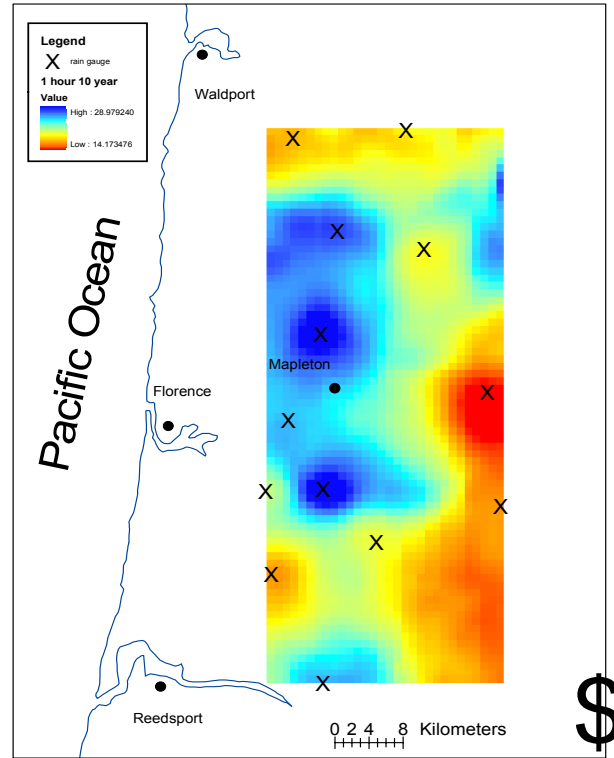 Legend
X rain gauge
1 hour 10 year
Value
High : 28.979240
Low : 14.173476
Waldport
X
X
X
X
Pacific Ocean
X
Mapleton
Florence
X
X
X
X
X
X
X
X
Reedsport
0 2 4 8 Kilometers
$